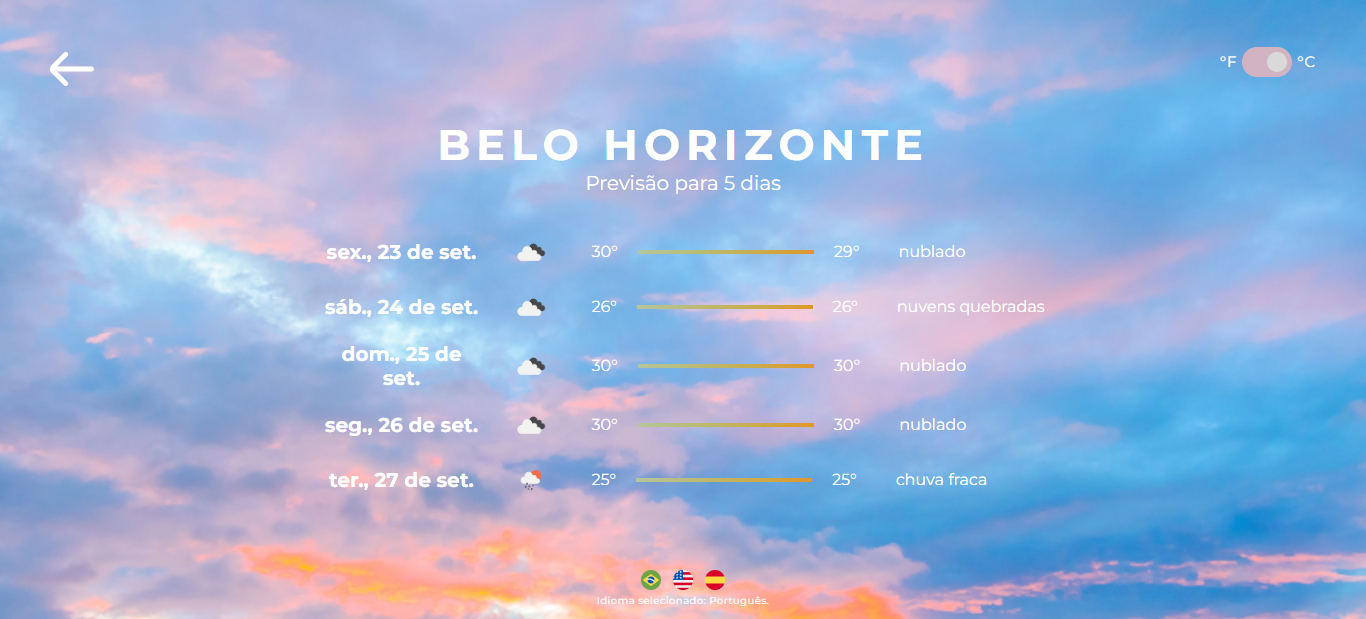 °F °C
BELO HORIZONTE
Previsão para 5 dias
sex., 23 de set. 30° 29° nublado
sáb., 24 de set. 26° 26° nuvens quebradas
dom., 25 de
set. 30° 30° nublado
seg., 26 de set. 30° 30° nublado
ter., 27 de set. 25° 25° chuva fraca
Idioma selecionado: Português.